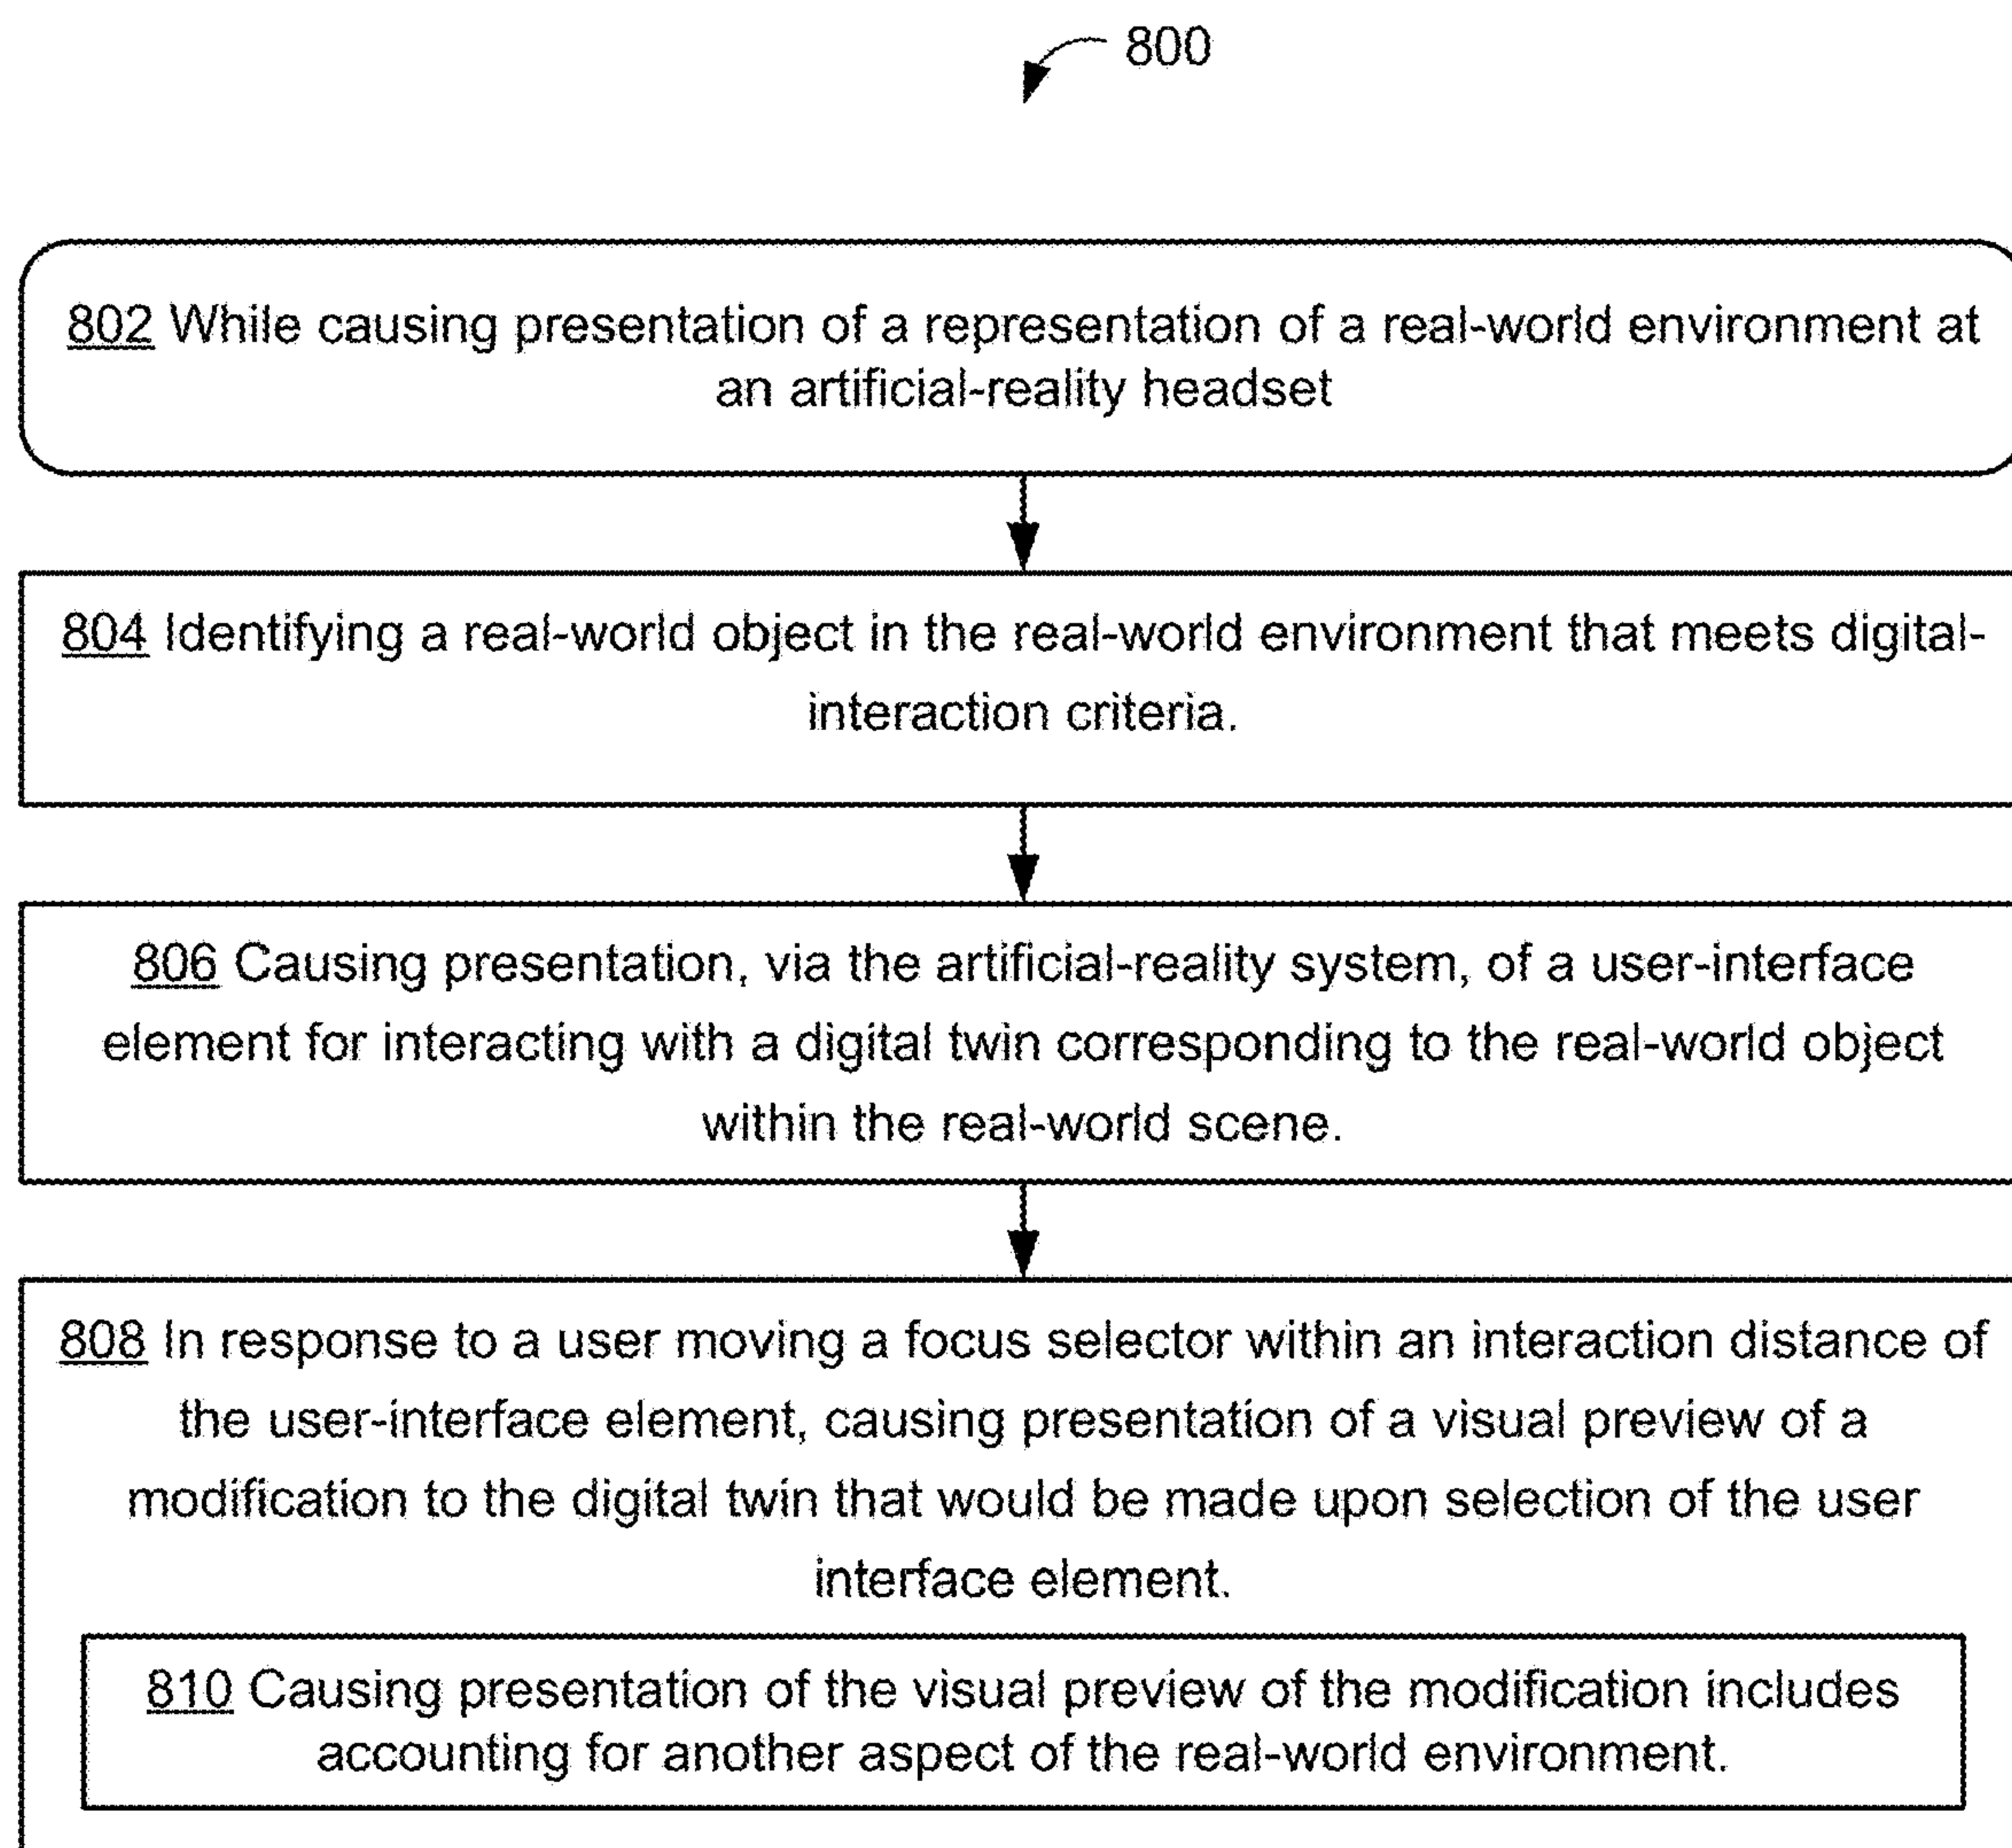 800
802 While causing presentation of a representation of a real-world environment at
an artificial-reality headset
804 Identifying a real-world object in the real-world environment that meets digital-
interaction criteria.
806 Causing presentation, via the artificial-reality system, of a user-interface
element for interacting with a digital twin corresponding to the real-world object
within the real-world scene.
808 In response to a user moving a focus selector within an interaction distance of
the user-interface element, causing presentation of a visual preview of a
modification to the digital twin that would be made upon selection of the user
interface element.
810 Causing presentation of the visual preview of the modification includes
accounting for another aspect of the real-world environment.